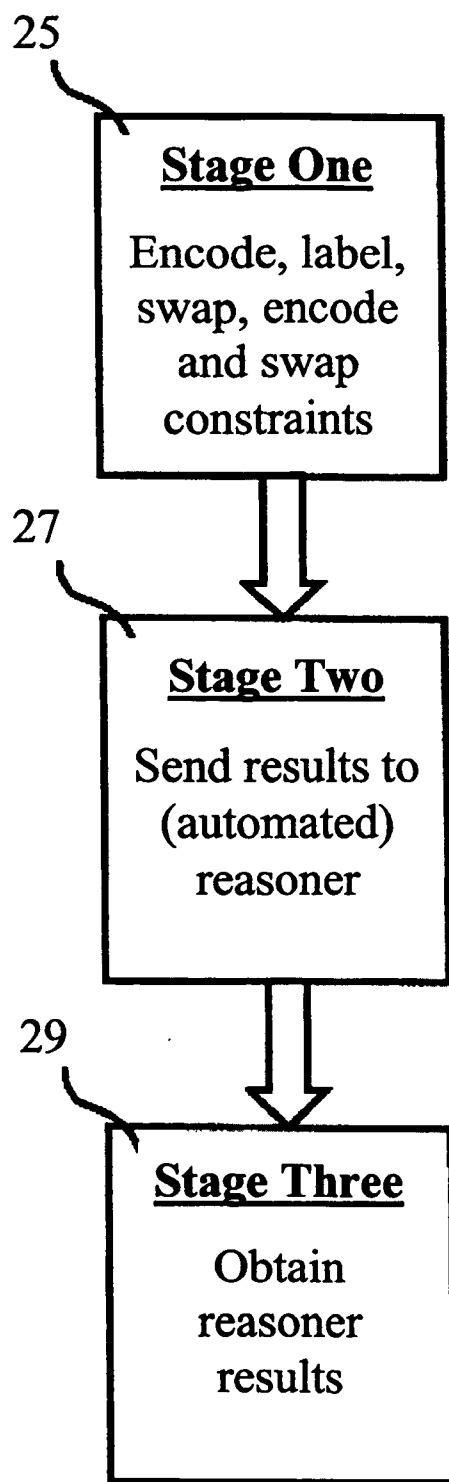 25
Stage One
Encode, label,
swap, encode
and swap
constraints
27
Stage Two
Send results to
(automated)
reasoner
29
Stage Three
Obtain
reasoner
results